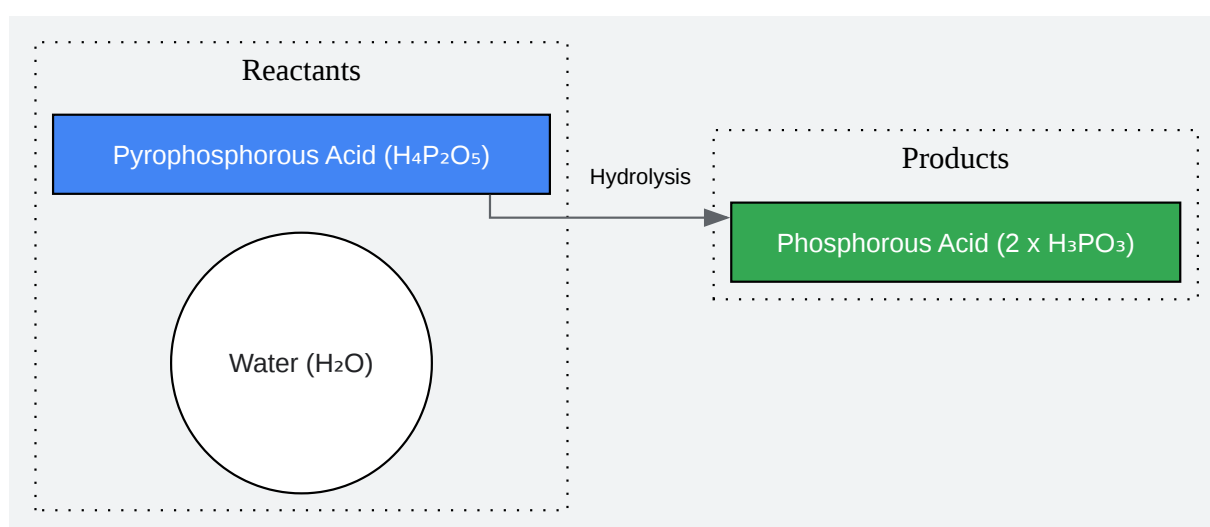 Reactants
Pyrophosphorous Acid (H₄P₂O₅)
Water (H₂O)
Hydrolysis
Products
Phosphorous Acid (2 x H₃PO₃)